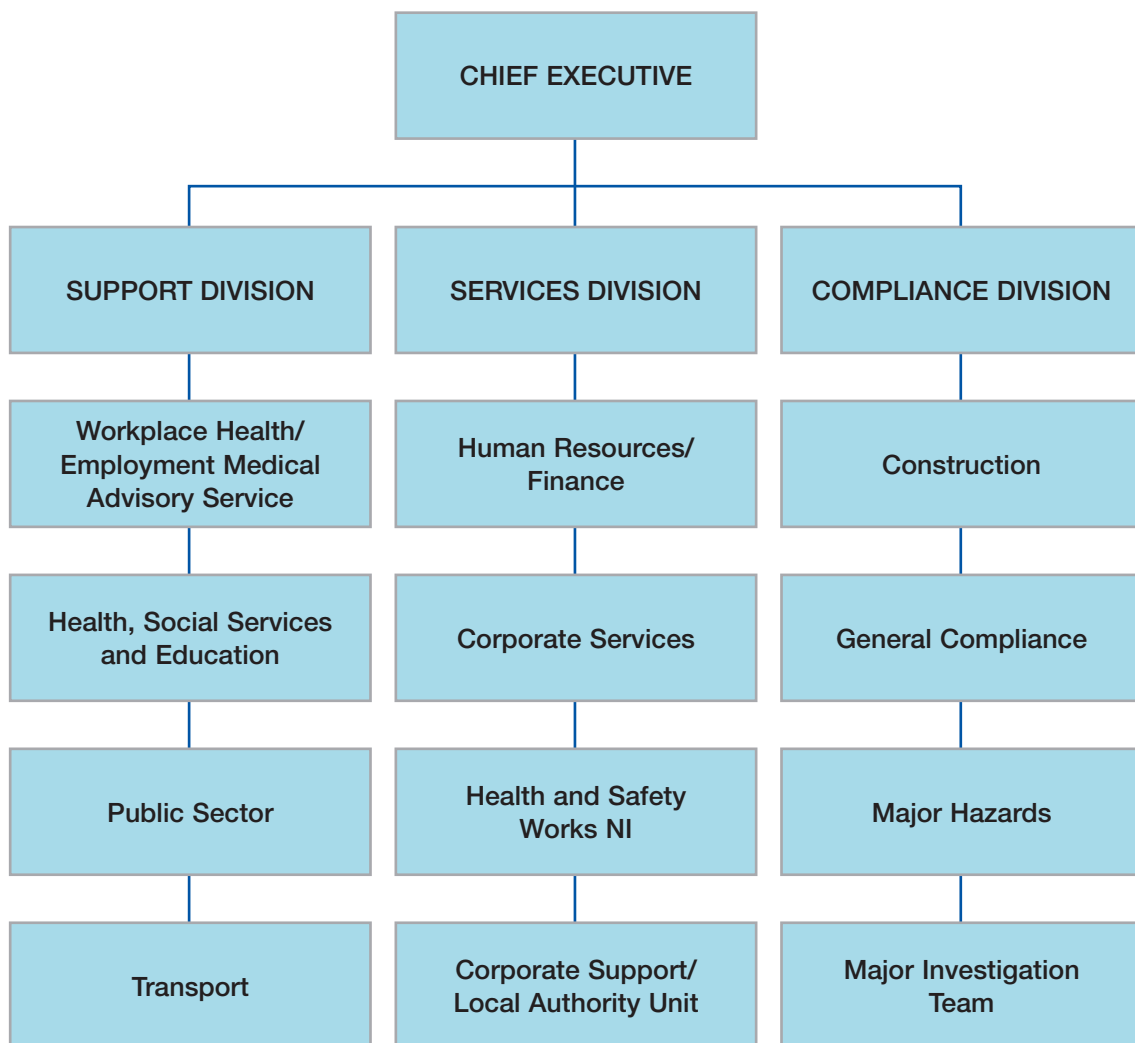 CHIEF EXECUTIVE
SUPPORT DIVISION
SERVICES DIVISION
COMPLIANCE DIVISION
Workplace Health/
Employment Medical
Advisory Service
Human Resources/
Finance
Construction
Health, Social Services
and Education
Corporate Services
General Compliance
Public Sector
Health and Safety
Works NI
Major Hazards
Transport
Corporate Support/
Local Authority Unit
Major Investigation
Team